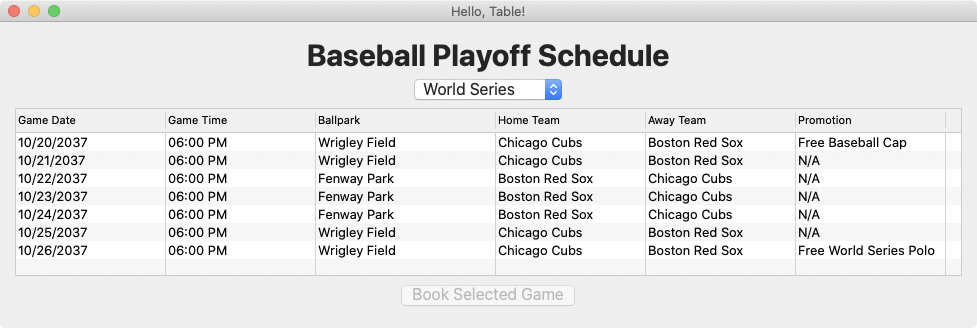 Hello, Table!
Baseball Playoff Schedule
World Series
Game Date Game Time Ballpark Home Team Away Team Promotion
10/20/2037 06:00 PM Wrigley Field Chicago Cubs Boston Red Sox Free Baseball Cap
10/21/2037 06:00 PM Wrigley Field Chicago Cubs Boston Red Sox N/A
10/22/2037 06:00 PM Fenway Park Boston Red Sox Chicago Cubs N/A
10/23/2037 06:00 PM Fenway Park Boston Red Sox Chicago Cubs N/A
10/24/2037 06:00 PM Fenway Park Boston Red Sox Chicago Cubs N/A
10/25/2037 06:00 PM Wrigley Field Chicago Cubs Boston Red Sox N/A
10/26/2037 06:00 PM Wrigley Field Chicago Cubs Boston Red Sox Free World Series Polo
Book Selected Game